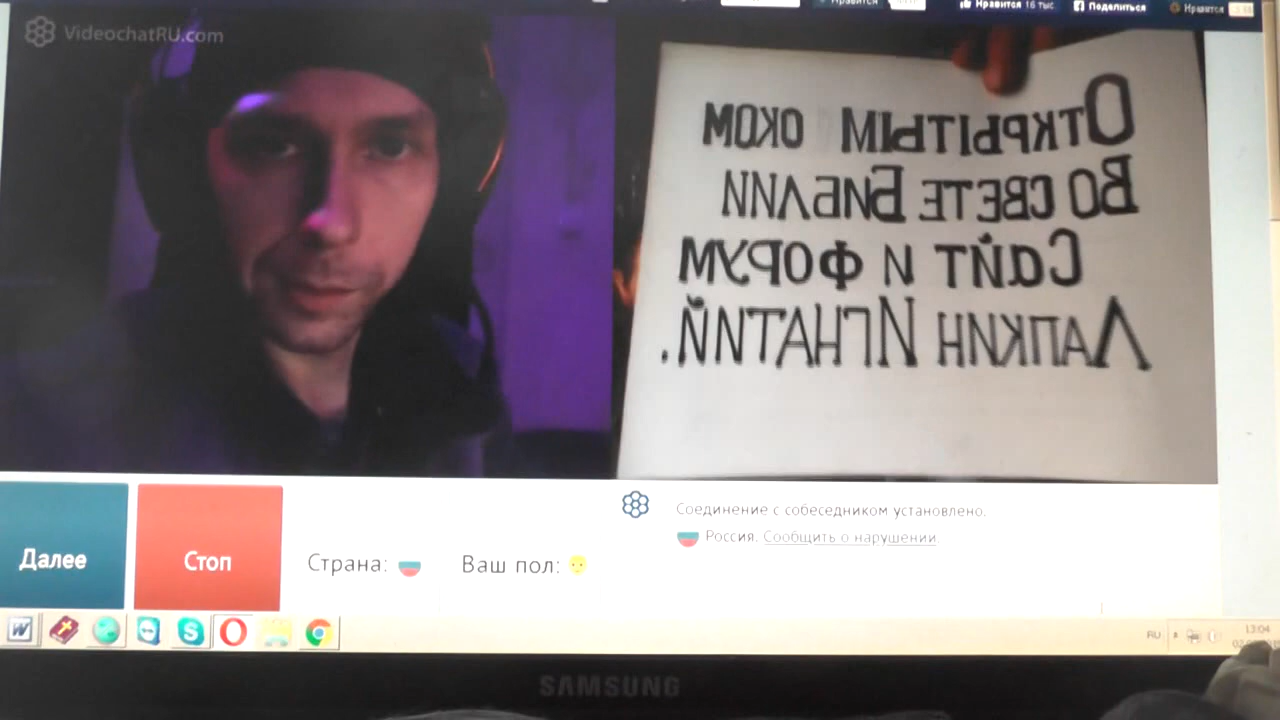 Нравится
Нравится 16 тыс.
Поделиться
Нравится
VideochatRU.com
Открытым оком
Во свете Библии
Сайт и форум
Лапкин Игнатий.
Соединение с собеседником установлено.
Россия. Сообщить о нарушении.
Далее
Стоп
Страна:
Ваш пол:
RU
13:04
SAMSUNG